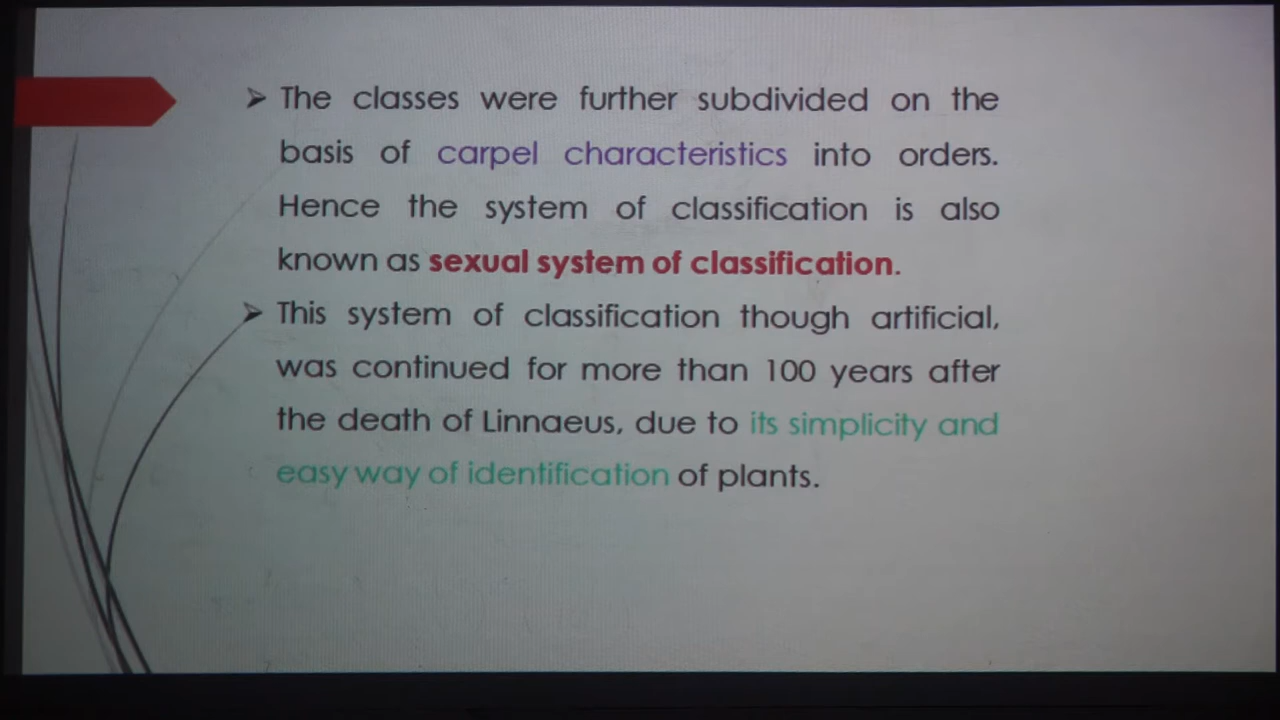 ➢ The classes were further subdivided on the
basis of carpel characteristics into orders.
Hence the system of classification is also
known as sexual system of classification.
➢ This system of classification though artificial,
was continued for more than 100 years after
the death of Linnaeus, due to its simplicity and
easy way of identification of plants.